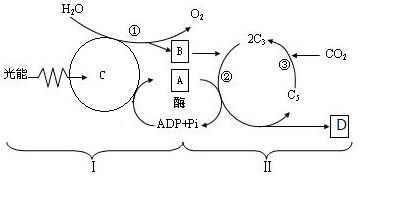 H₂O
O₂
①
B
2C₃
CO₂
光能
C
A
②
③
酶
C₅
ADP+Pi
D
I
II